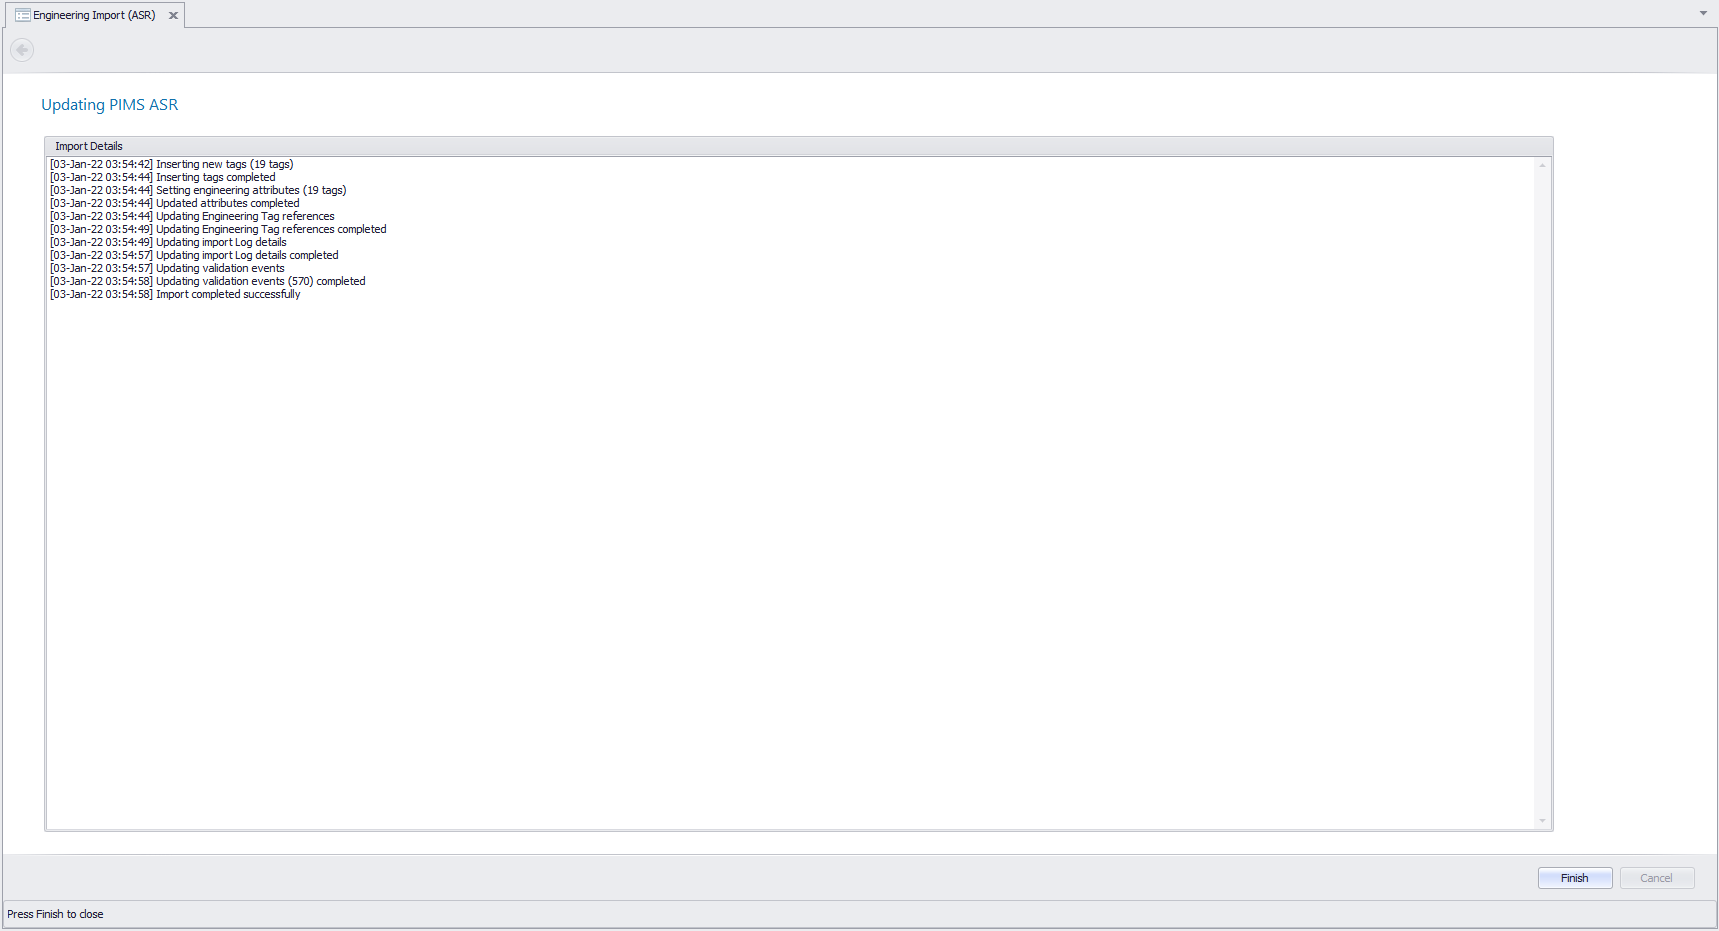 Engineering Import (ASR)
Updating PIMS ASR
Import Details
[03-Jan-22 03:54:42] Inserting new tags (19 tags)
[03-Jan-22 03:54:44] Inserting tags completed
[03-Jan-22 03:54:44] Setting engineering attributes (19 tags)
[03-Jan-22 03:54:44] Updated attributes completed
[03-Jan-22 03:54:44] Updating Engineering Tag references
[03-Jan-22 03:54:49] Updating Engineering Tag references completed
[03-Jan-22 03:54:49] Updating import Log details
[03-Jan-22 03:54:57] Updating import Log details completed
[03-Jan-22 03:54:57] Updating validation events
[03-Jan-22 03:54:58] Updating validation events (570) completed
[03-Jan-22 03:54:58] Import completed successfully
Finish
Cancel
Press Finish to close